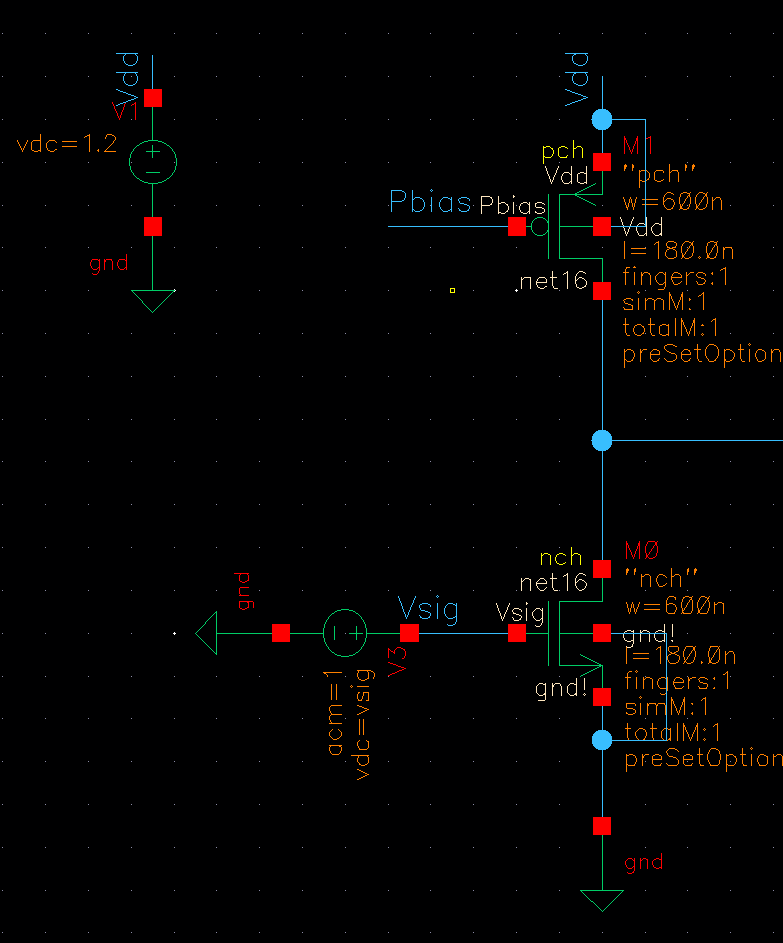 Vdd
V1
vdc=1.2
gnd
Vdd
M1
pch
"pch"
Vdd
w=600n
Pbias
Pbias
Vdd
l=180.0n
net16
fingers:1
simM:1
totalM:1
preSetOption
M0
nch
"nch"
net16
w=600n
gnd
Vsig
Vsig
gnd!
V3
l=180.0n
gnd!
fingers:1
simM:1
totalM:1
preSetOption
acm=1
vdc=vsig
gnd